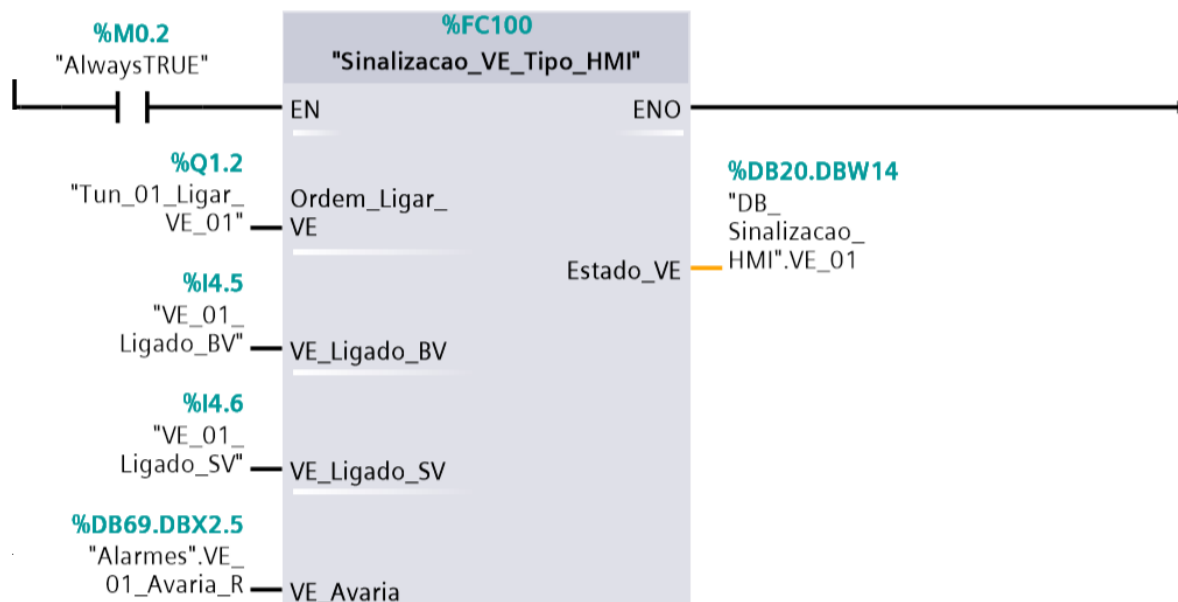 %M0.2
"AlwaysTRUE"
%FC100
"Sinalizacao_VE_Tipo_HMI"
EN
ENO
%Q1.2
"Tun_01_Ligar_
VE_01"
Ordem_Ligar_
VE
%DB20.DBW14
"DB_
Sinalizacao_
HMI".VE_01
Estado_VE
%I4.5
"VE_01_
Ligado_BV"
VE_Ligado_BV
%I4.6
"VE_01_
Ligado_SV"
VE_Ligado_SV
%DB69.DBX2.5
"Alarmes".VE_
01_Avaria_R
VE_Avaria